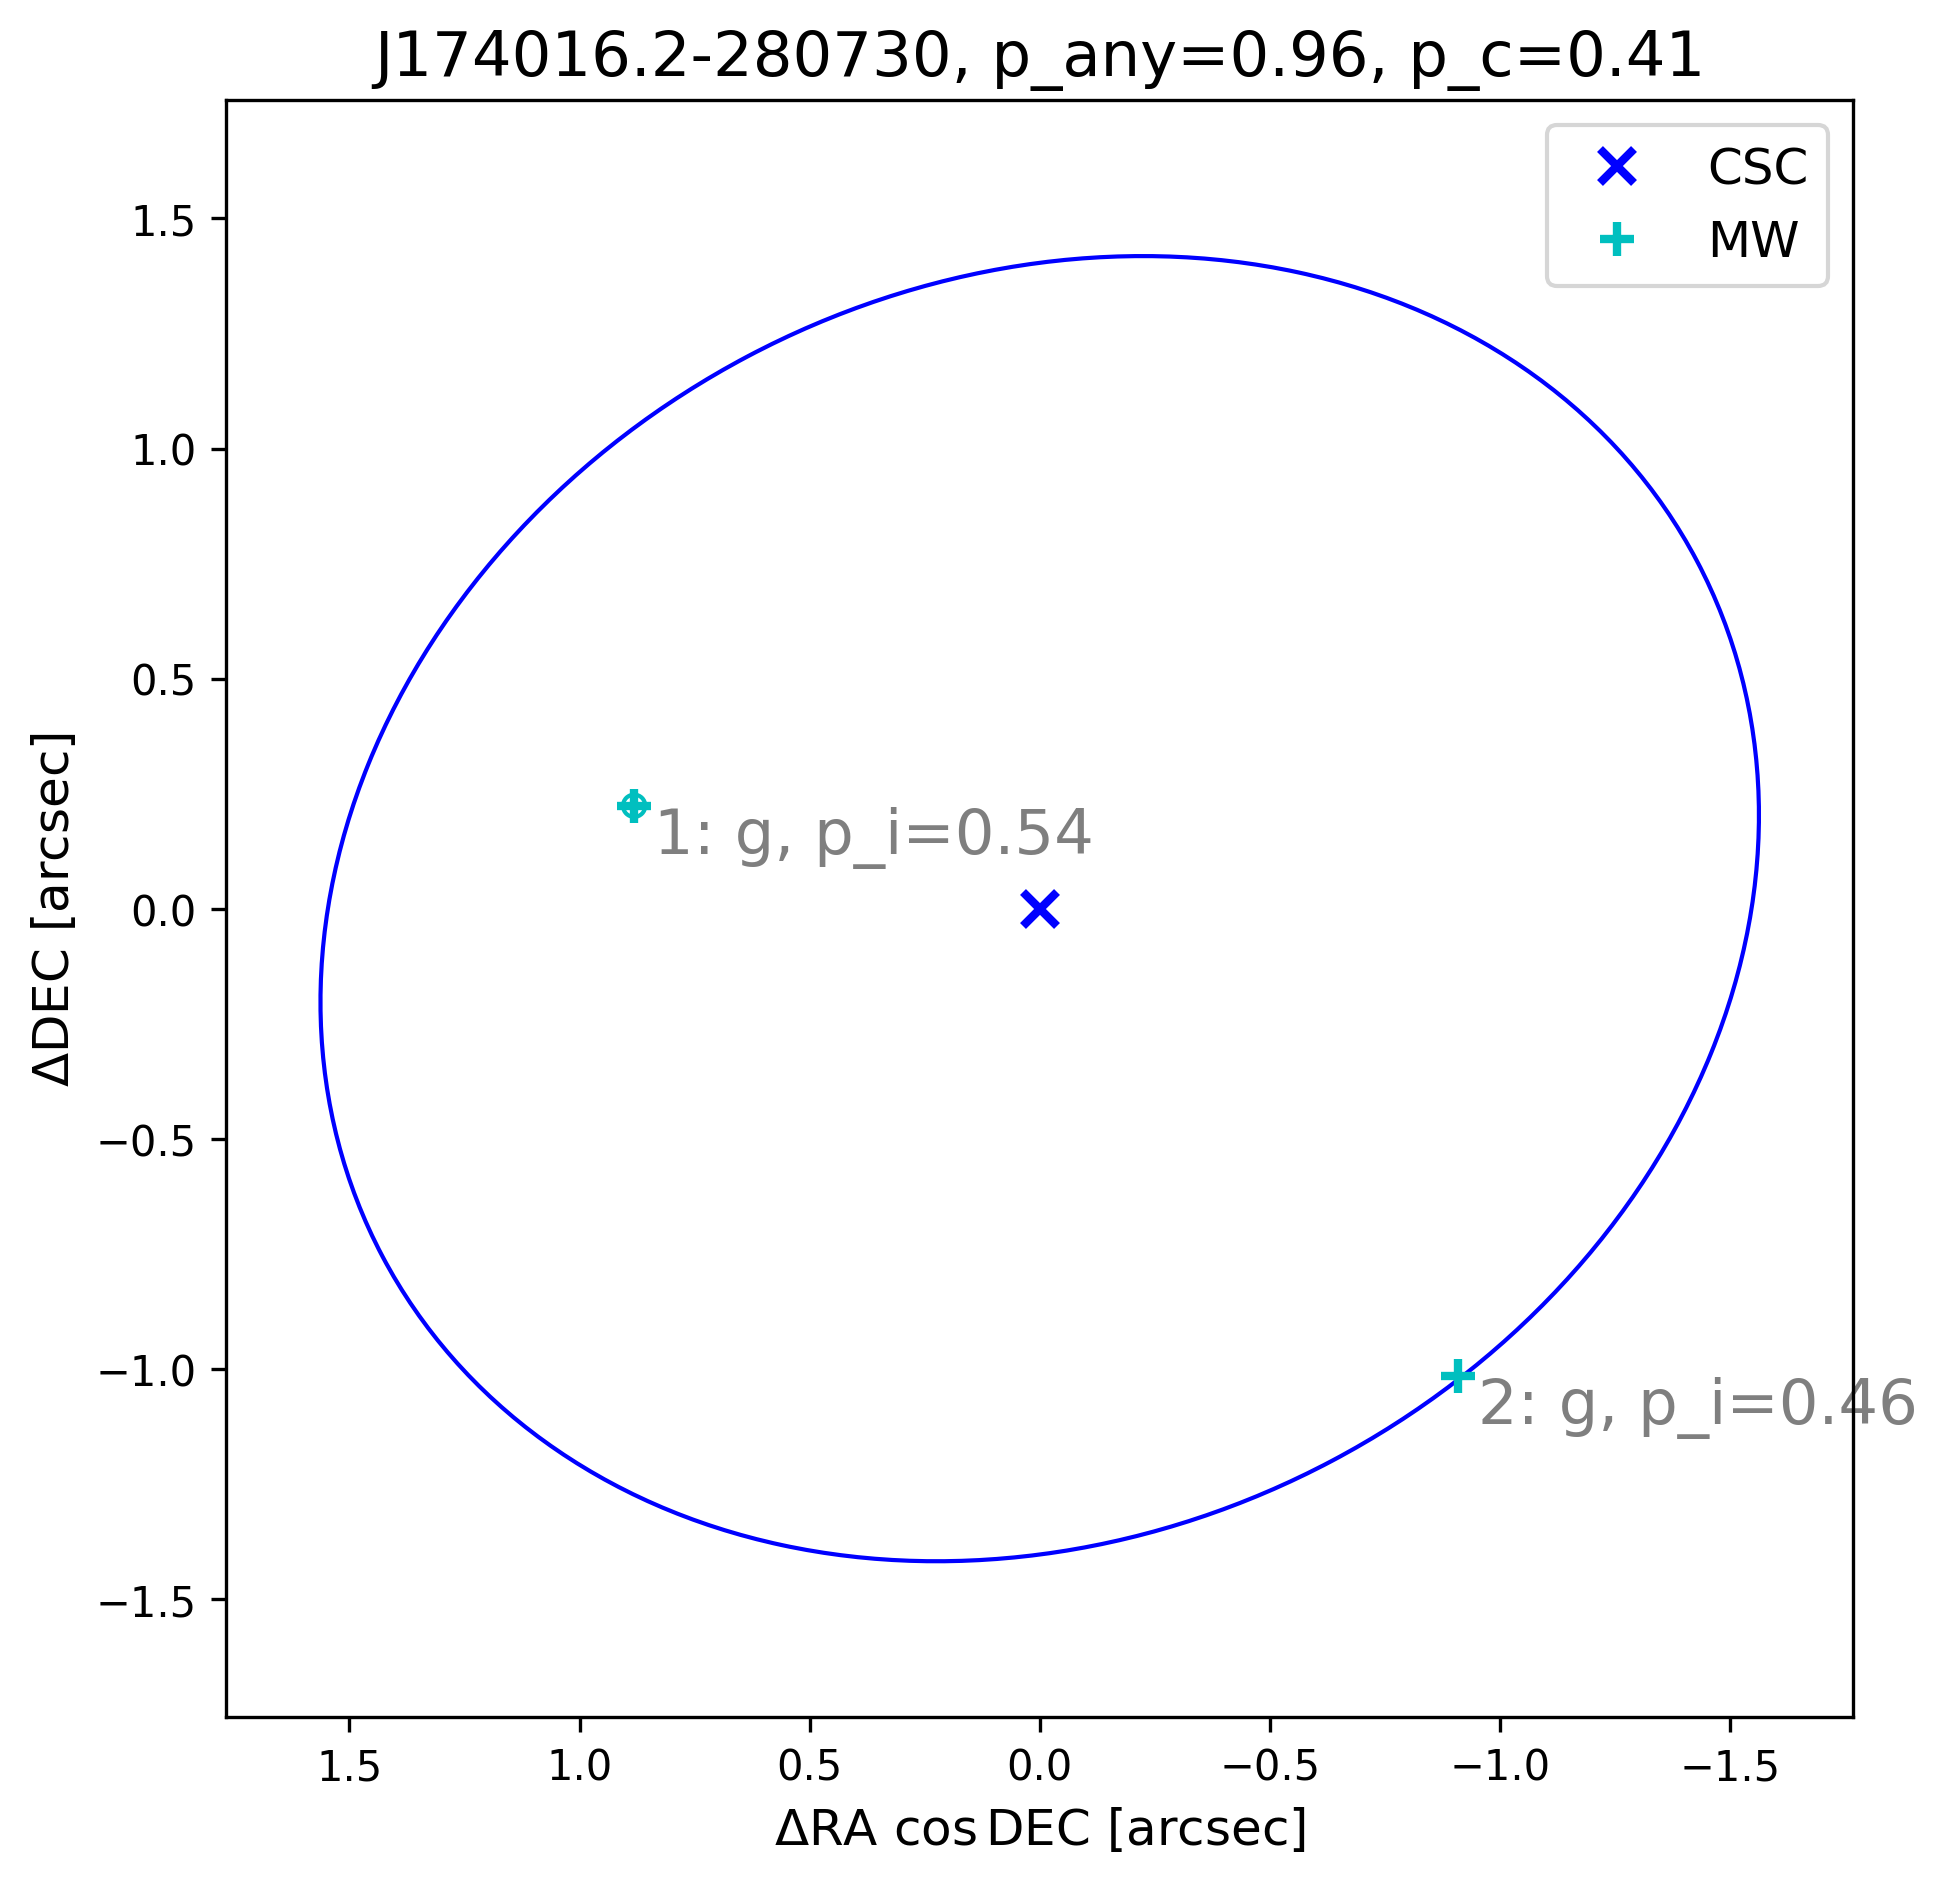 J174016.2-280730, p_any=0.96, p_c=0.41
CSC
MW
1.5
1.0
0.5
0.0
−0.5
−1.0
−1.5
ΔDEC [arcsec]
1: g, p_i=0.54
2: g, p_i=0.46
1.5
1.0
0.5
0.0
−0.5
−1.0
−1.5
ΔRA cos DEC [arcsec]